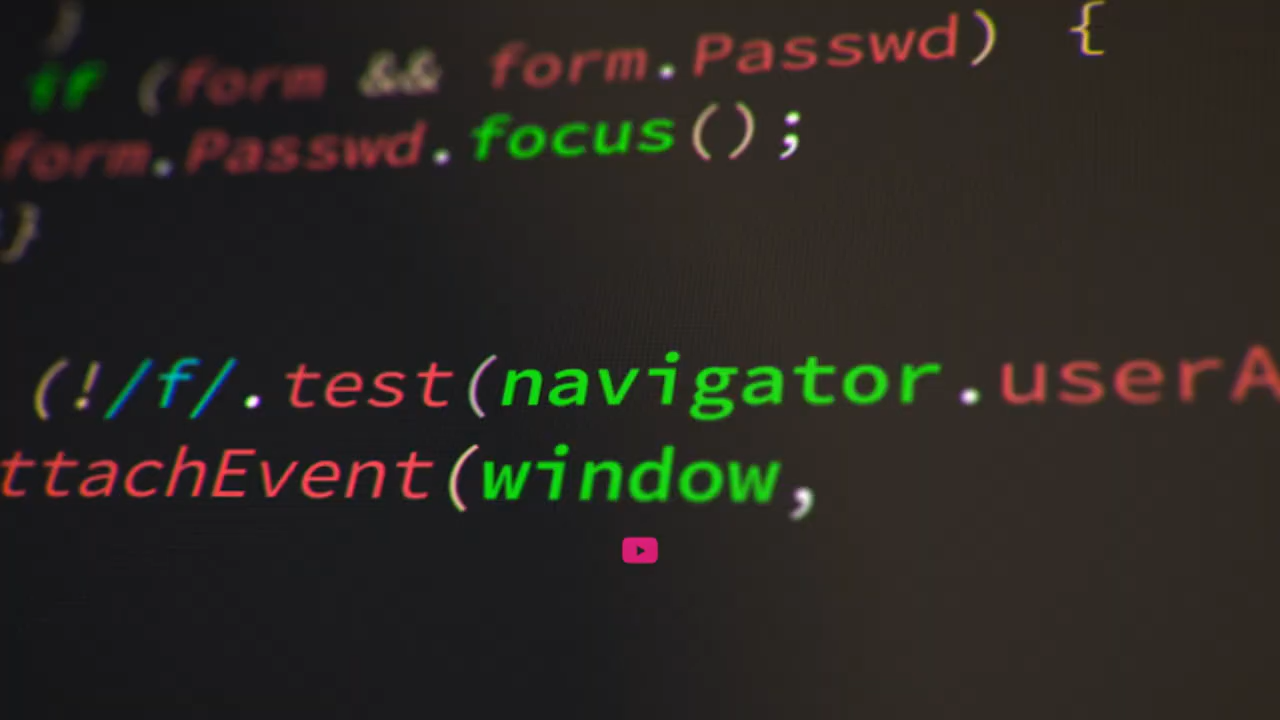 }
if (form && form.Passwd) {
form.Passwd.focus();
}
(!/f/.test(navigator.userA
ttachEvent(window,